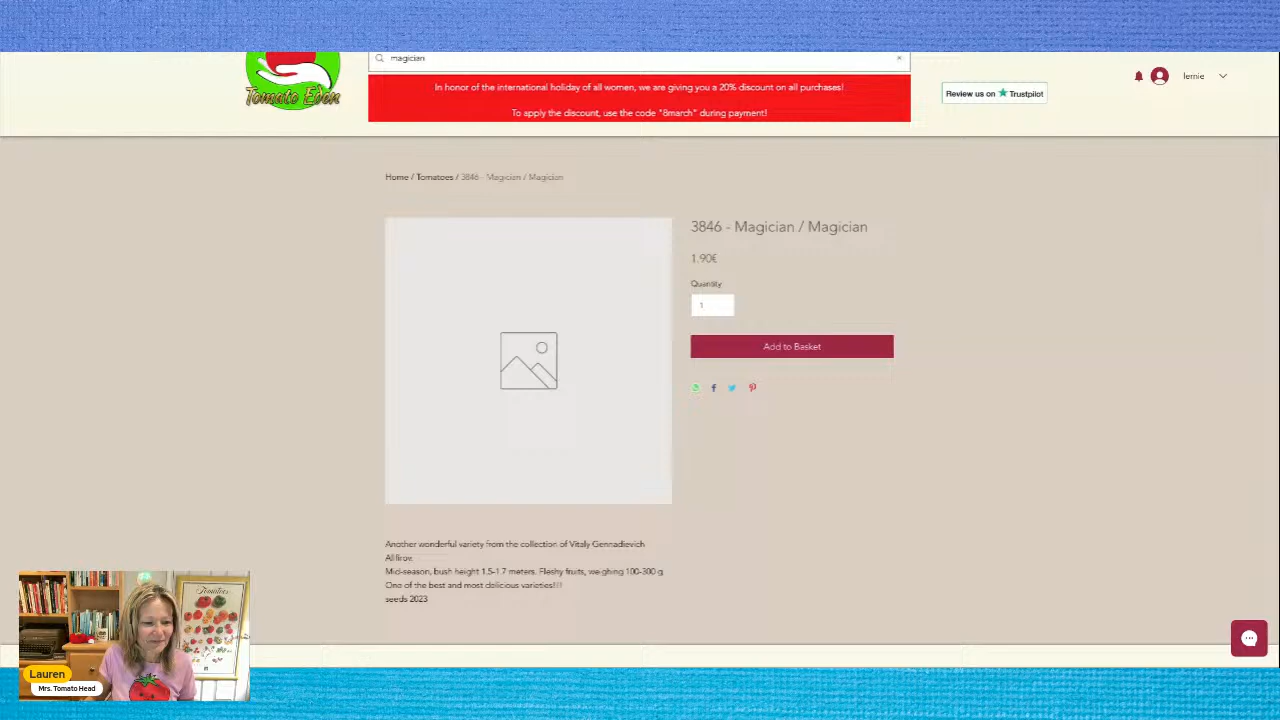 magician
Tomato Eden
In honor of the international holiday of all women, we are giving you a 20% discount on all purchases!
To apply the discount, use the code "8march" during payment!
Review us on Trustpilot
lernie
Home / Tomatoes / 3846 - Magician / Magician
3846 - Magician / Magician
1.90€
Quantity
1
Add to Basket
Another wonderful variety from the collection of Vitaly Gennadievich
Mid-season, bush height 1.5-1.7 meters. Fleshy fruits, weighing 100-300 g.
One of the best and most delicious varieties!!!
seeds 2023
Tomatoes
Lauren
Mrs. Tomato Head